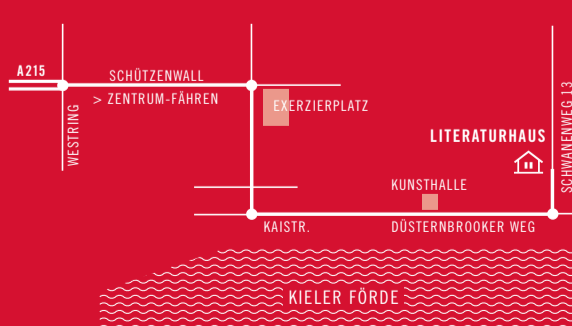 A215
SCHÜTZENWALL
> ZENTRUM-FÄHREN
WESTRING
EXERZIERPLATZ
LITERATURHAUS
SCHWANENWEG 13
KUNSTHALLE
KAISTR.
DÜSTERNBROOKER WEG
KIELER FÖRDE